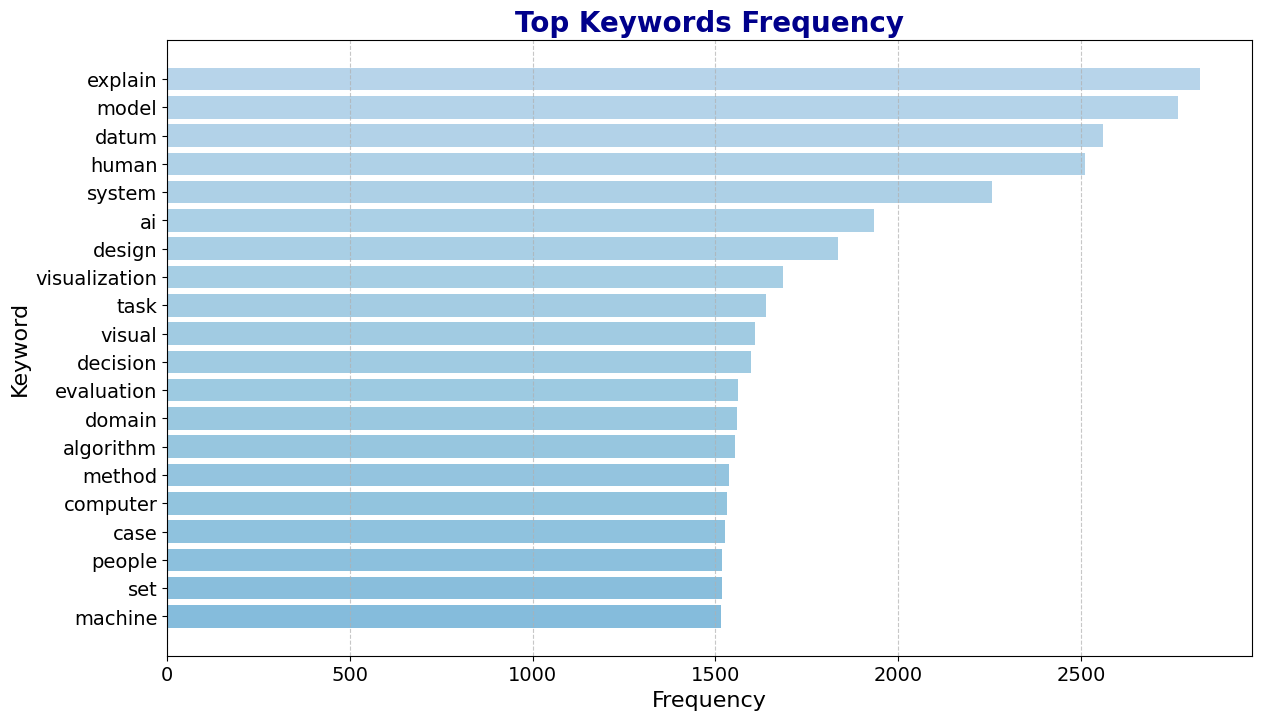 Top Keywords Frequency
Keyword
explain
model
datum
human
system
ai
design
visualization
task
visual
decision
evaluation
domain
algorithm
method
computer
case
people
set
machine
0 500 1000 1500 2000 2500
Frequency